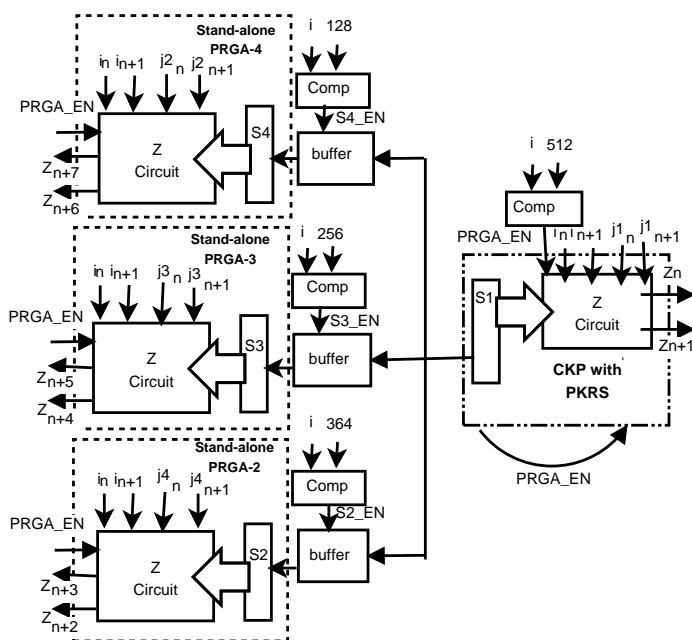 Stand-alone
PRGA-4
i 128
in in+1 j2n j2n+1
Comp
PRGA_EN
S4_EN
Z
Circuit
S4
buffer
Zn+7
Zn+6
i 512
Comp
PRGA_EN
in in+1 j1n j1n+1
S1
Z
Circuit
Zn
Zn+1
CKP with
PKRS
PRGA_EN
Stand-alone
PRGA-3
i 256
in in+1 j3n j3n+1
Comp
PRGA_EN
S3_EN
Z
Circuit
S3
buffer
Zn+5
Zn+4
Stand-alone
PRGA-2
i 364
in in+1 j4n j4n+1
Comp
PRGA_EN
S2_EN
Z
Circuit
S2
buffer
Zn+3
Zn+2